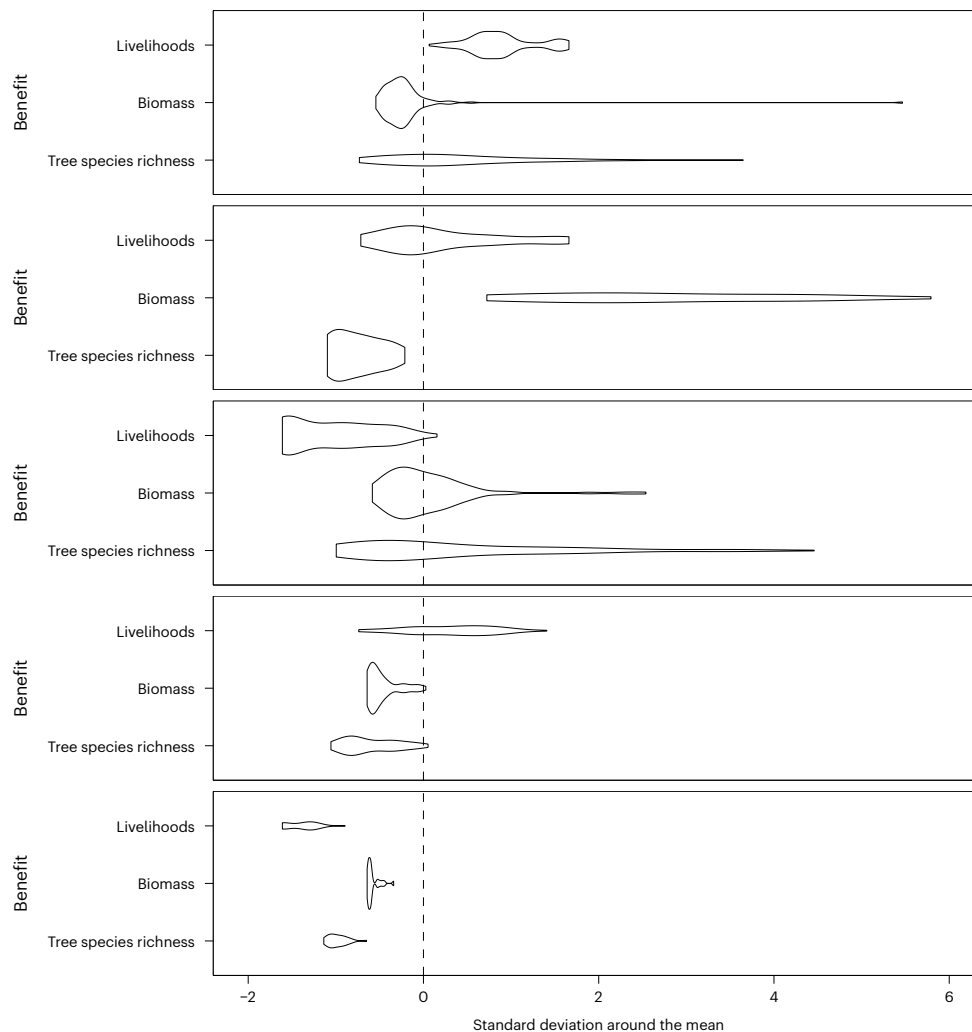 Benefit
Livelihoods
Biomass
Tree species richness
Benefit
Livelihoods
Biomass
Tree species richness
Benefit
Livelihoods
Biomass
Tree species richness
Benefit
Livelihoods
Biomass
Tree species richness
Benefit
Livelihoods
Biomass
Tree species richness
−2 0 2 4 6
Standard deviation around the mean